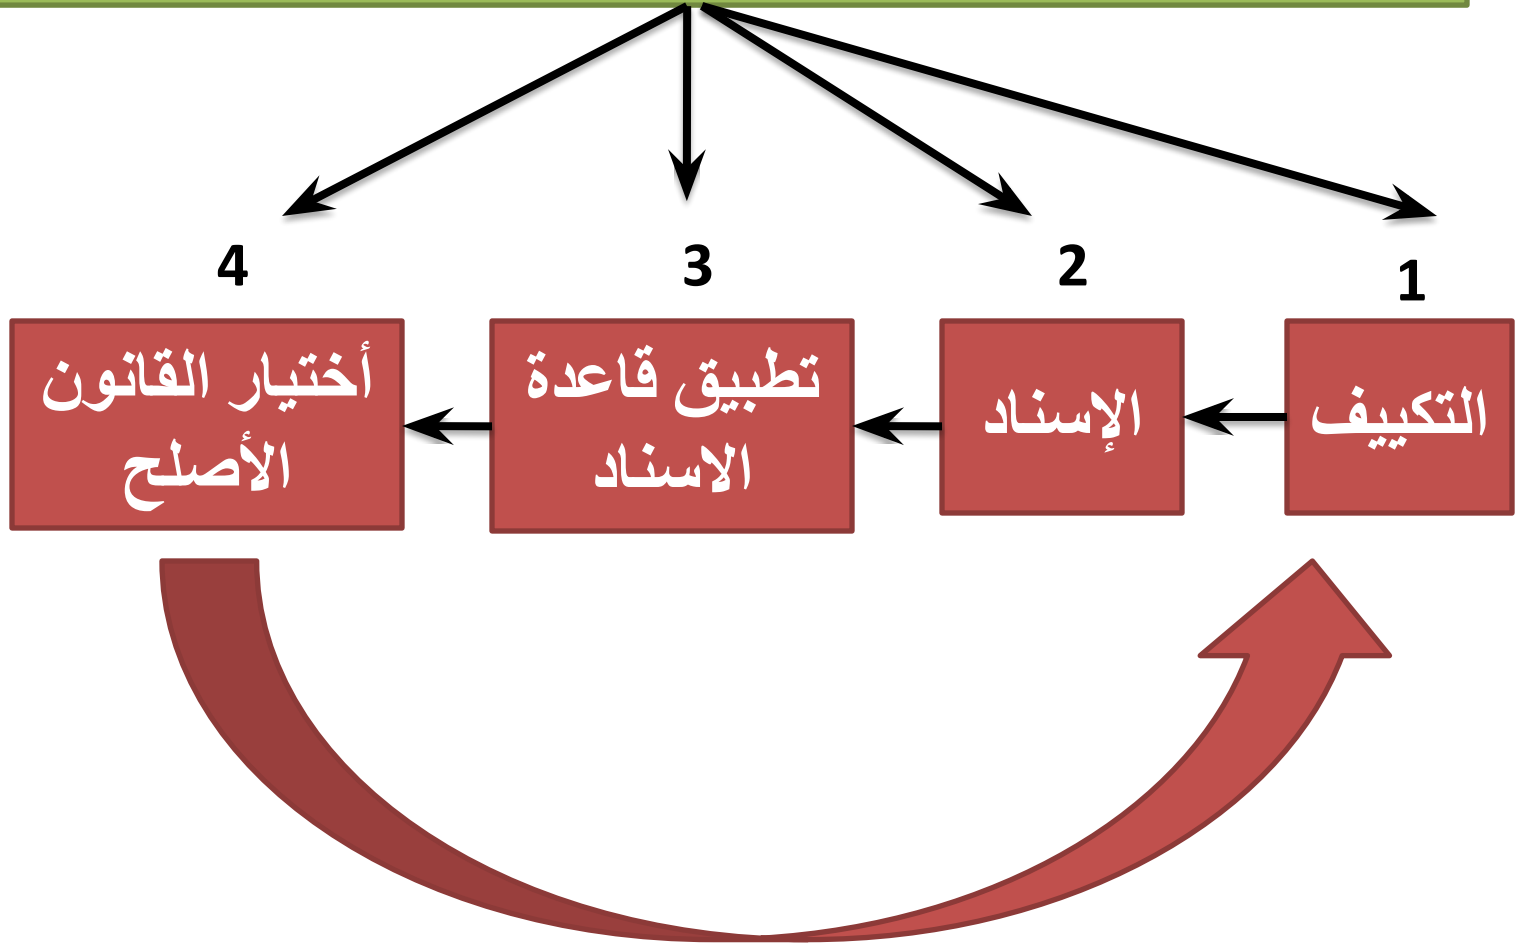 1
التكييف
2
الإسناد
3
تطبيق قاعدة
الاسناد
4
أختيار القانون
الأصلح